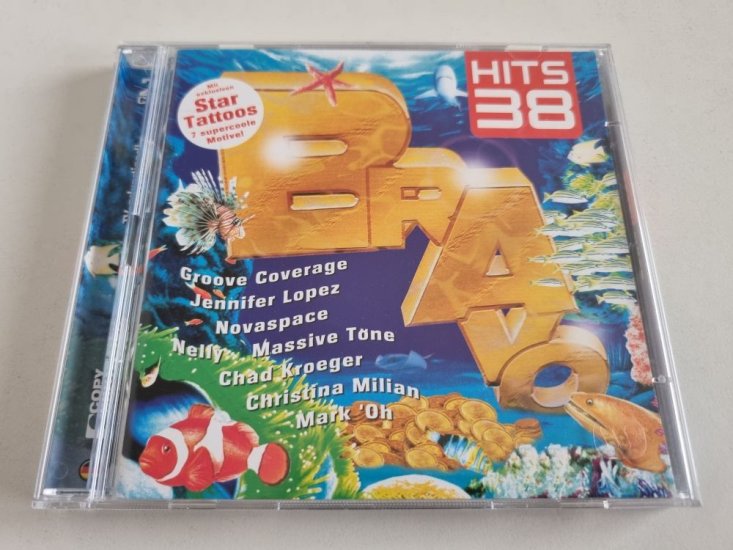 Mit
exklusiven
Star
Tattoos
7 supercoole
Motive!
HITS
38
BRAVO
Groove Coverage
Jennifer Lopez
Novaspace
Nelly Massive Töne
Chad Kroeger
Christina Milian
Mark 'Oh
COPY